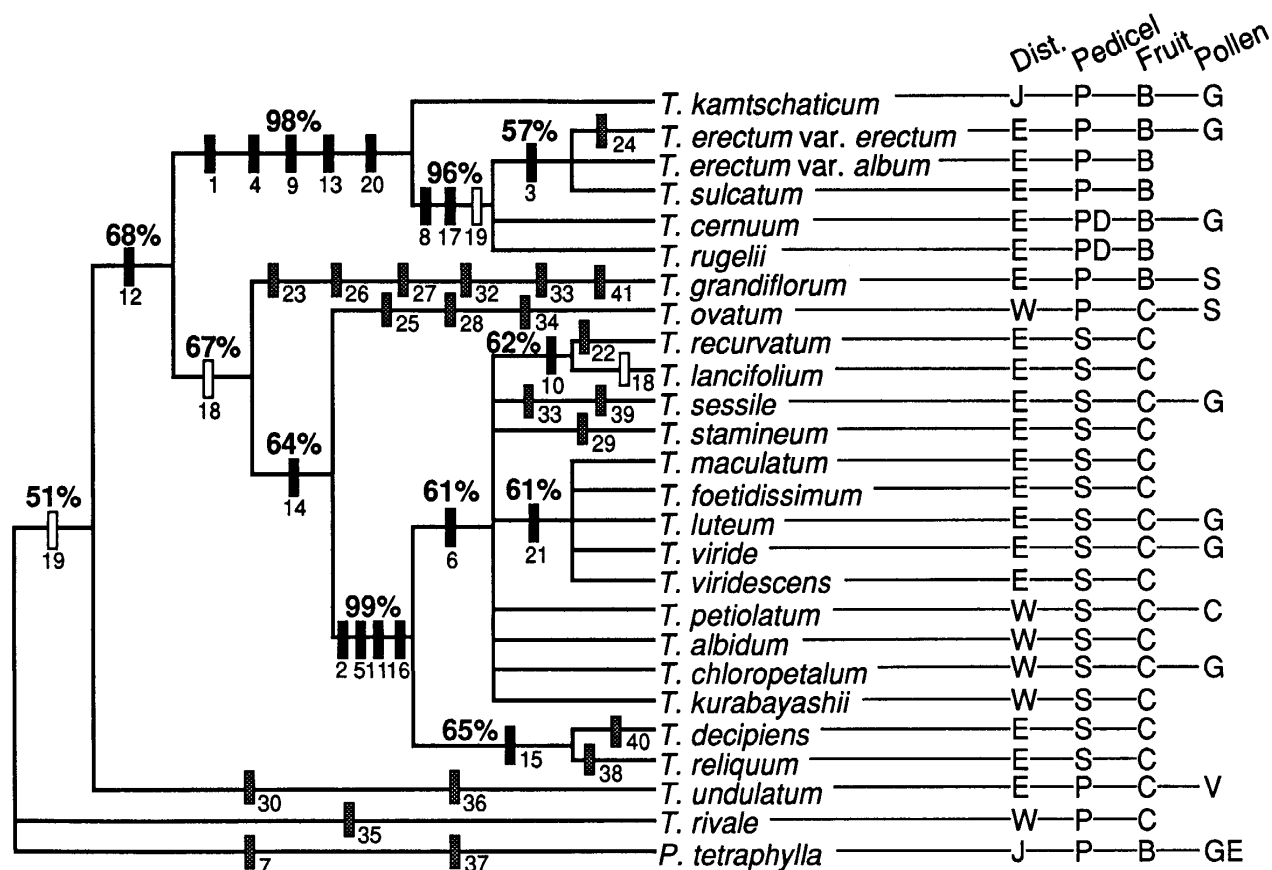 Dist. Pedicel Fruit Pollen
T. kamtschaticum J P B G
98%
57%
T. erectum var. erectum E P B G
24
1 4 9 13 20
96%
3
T. erectum var. album E P B
T. sulcatum E P B
68%
8 17 19
T. cernuum E PD B G
T. rugelii E PD B
12
23 26 27 32 33 41
T. grandiflorum E P B S
25 28 34
T. ovatum W P C S
67%
62%
22
T. recurvatum E S C
10
18
T. lancifolium E S C
18
33 39
T. sessile E S C G
64%
29
T. stamineum E S C
14
T. maculatum E S C
61% 61%
T. foetidissimum E S C
51%
6 21
T. luteum E S C G
19
T. viride E S C G
T. viridescens E S C
99%
T. petiolatum W S C C
2 5 11 16
T. albidum W S C
T. chloropetalum W S C G
T. kurabayashii W S C
65%
40
T. decipiens E S C
15
38
T. reliquum E S C
30 36
T. undulatum E P C V
35
T. rivale W P C
7 37
P. tetraphylla J P B GE